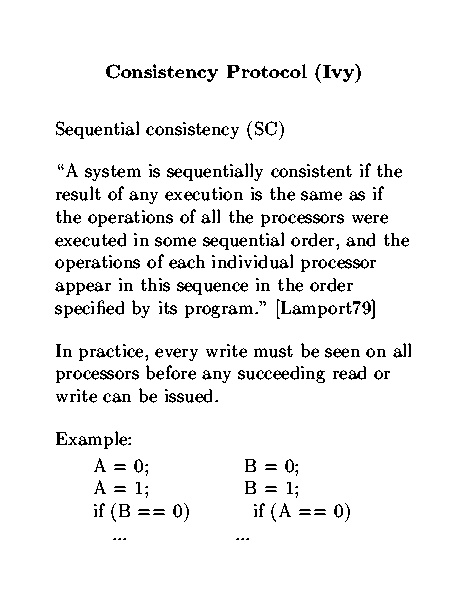 Consistency Protocol (Ivy)
Sequential consistency (SC)
“A system is sequentially consistent if the
result of any execution is the same as if
the operations of all the processors were
executed in some sequential order, and the
operations of each individual processor
appear in this sequence in the order
specified by its program.” [Lamport79]
In practice, every write must be seen on all
processors before any succeeding read or
write can be issued.
Example:
A = 0; B = 0;
A = 1; B = 1;
if (B == 0) if (A == 0)
... ...